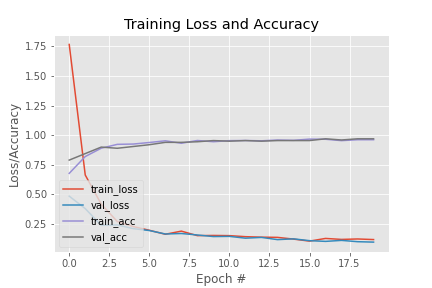 Training Loss and Accuracy
Loss/Accuracy
1.75
1.50
1.25
1.00
0.75
0.50
0.25
train_loss
val_loss
train_acc
val_acc
0.0 2.5 5.0 7.5 10.0 12.5 15.0 17.5
Epoch #